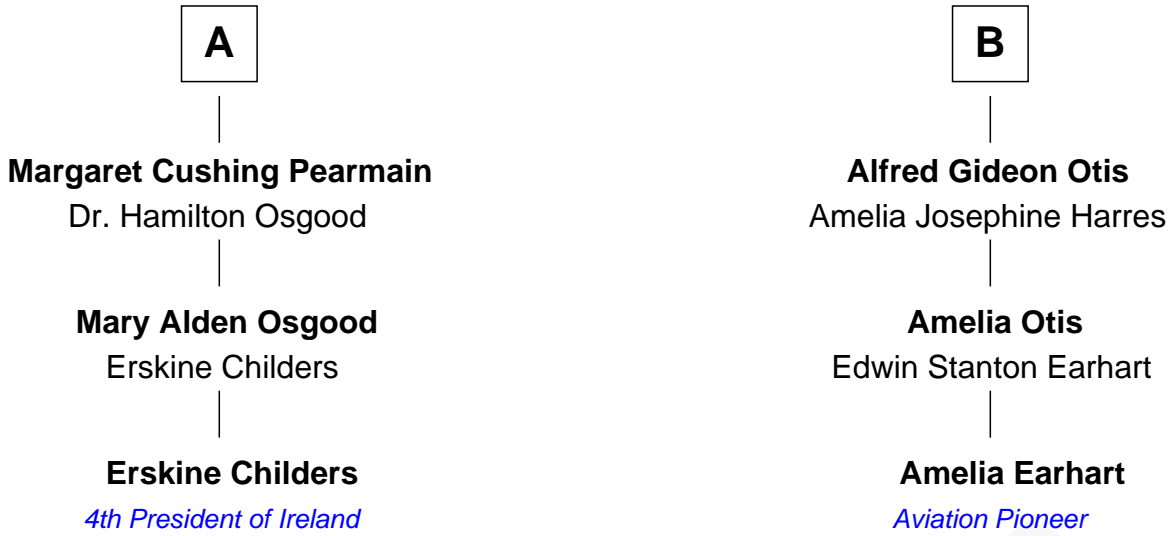 A
Margaret Cushing Pearmain
Dr. Hamilton Osgood
Mary Alden Osgood
Erskine Childers
Erskine Childers
4th President of Ireland
B
Alfred Gideon Otis
Amelia Josephine Harres
Amelia Otis
Edwin Stanton Earhart
Amelia Earhart
Aviation Pioneer